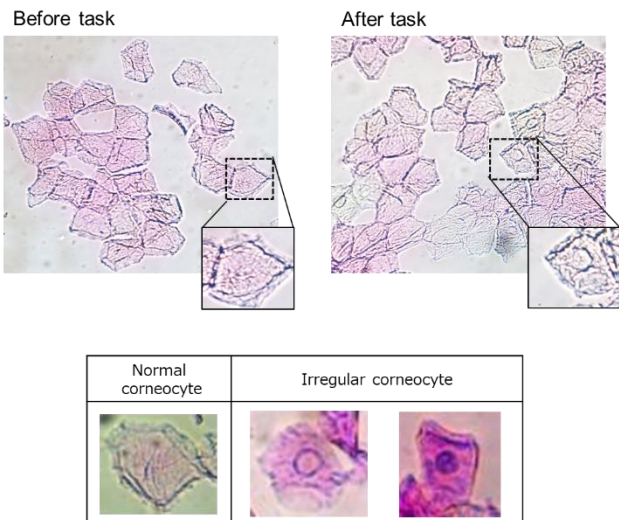 Before task
After task
Normal
corneocyte
Irregular corneocyte